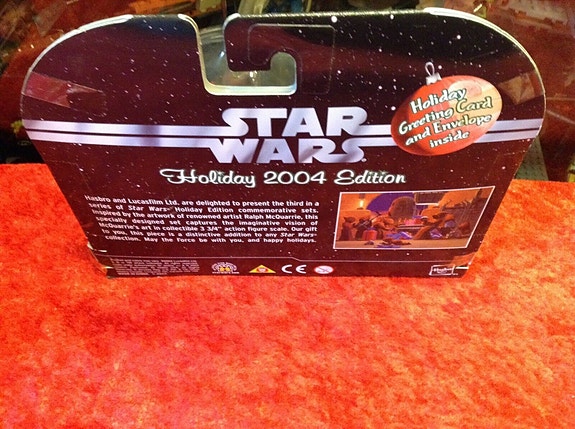 STAR
WARS
Holiday 2004 Edition
Holiday
Greeting Card
and Envelope
inside
Hasbro and Lucasfilm Ltd. are delighted to present the third in a
series of Star Wars Holiday Edition commemorative sets.
Inspired by the artwork of renowned artist Ralph McQuarrie, this
specially designed set captures the imaginative vision of
McQuarrie's art in collectible 3 3/4" action figure scale. Our gift
to you, this piece is a distinctive addition to any Star Wars
collection. May the Force be with you, and happy holidays.
CE
Hasbro